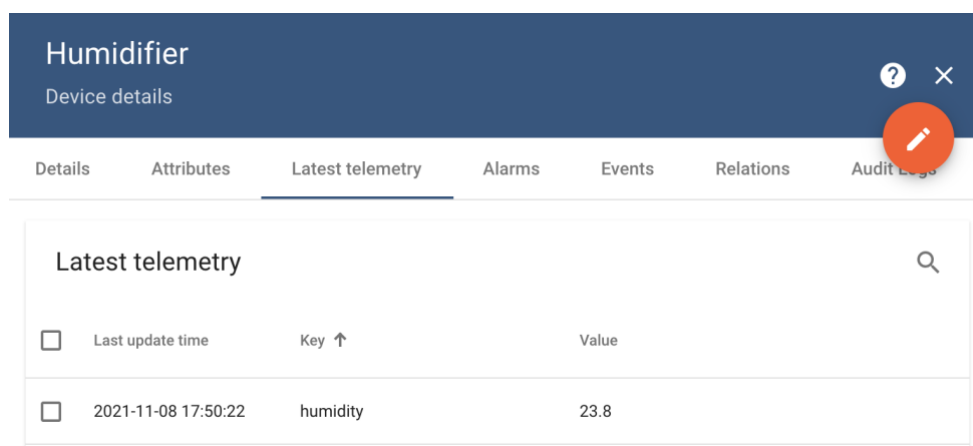 Humidifier
Device details
Details Attributes Latest telemetry Alarms Events Relations Audit Logs
Latest telemetry
Last update time Key Value
2021-11-08 17:50:22 humidity 23.8